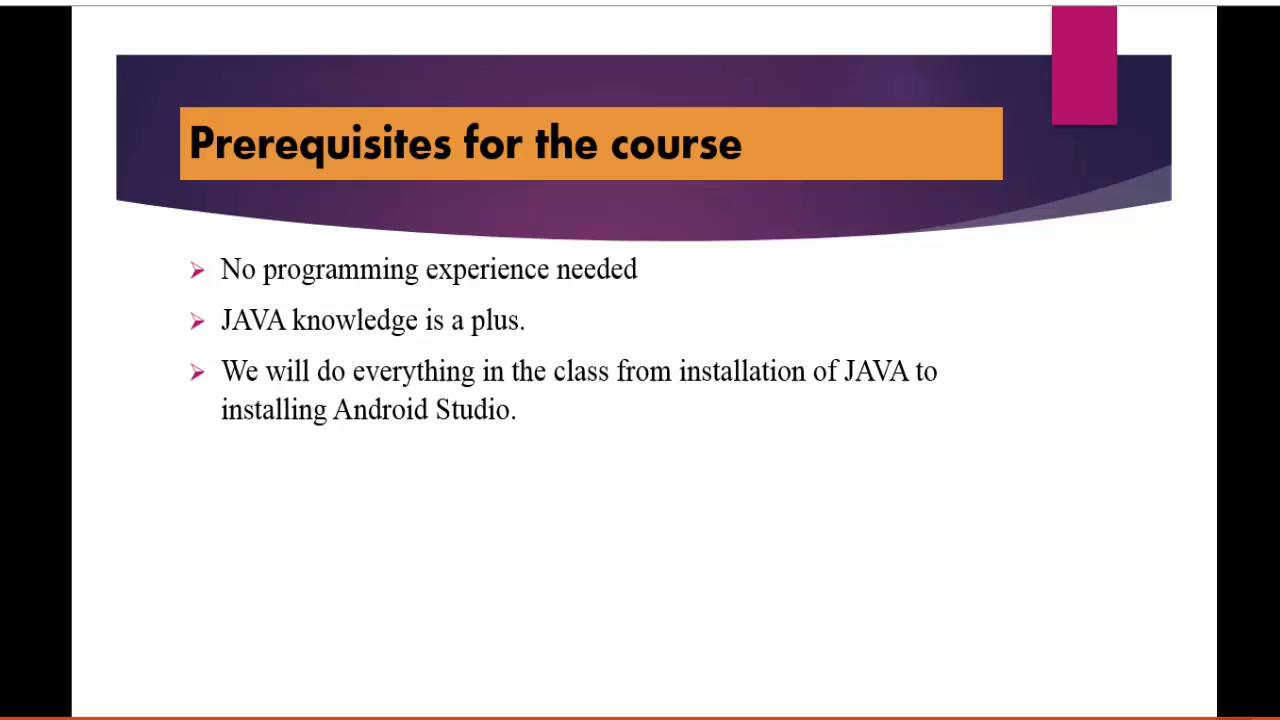 Prerequisites for the course
No programming experience needed
JAVA knowledge is a plus.
We will do everything in the class from installation of JAVA to
installing Android Studio.